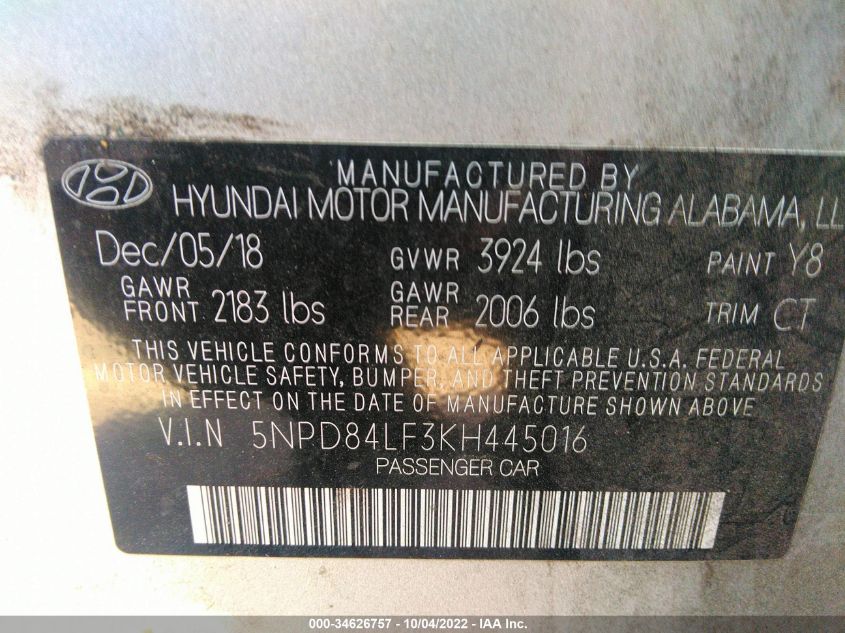 MANUFACTURED BY
HYUNDAI MOTOR MANUFACTURING ALABAMA, LL
Dec/05/18 GVWR 3924 lbs PAINT Y8
GAWR FRONT 2183 lbs GAWR REAR 2006 lbs TRIM CT
THIS VEHICLE CONFORMS TO ALL APPLICABLE U.S.A. FEDERAL
MOTOR VEHICLE SAFETY, BUMPER, AND THEFT PREVENTION STANDARDS
IN EFFECT ON THE DATE OF MANUFACTURE SHOWN ABOVE
V.I.N 5NPD84LF3KH445016
PASSENGER CAR
000-34626757 - 10/04/2022 - IAA Inc.